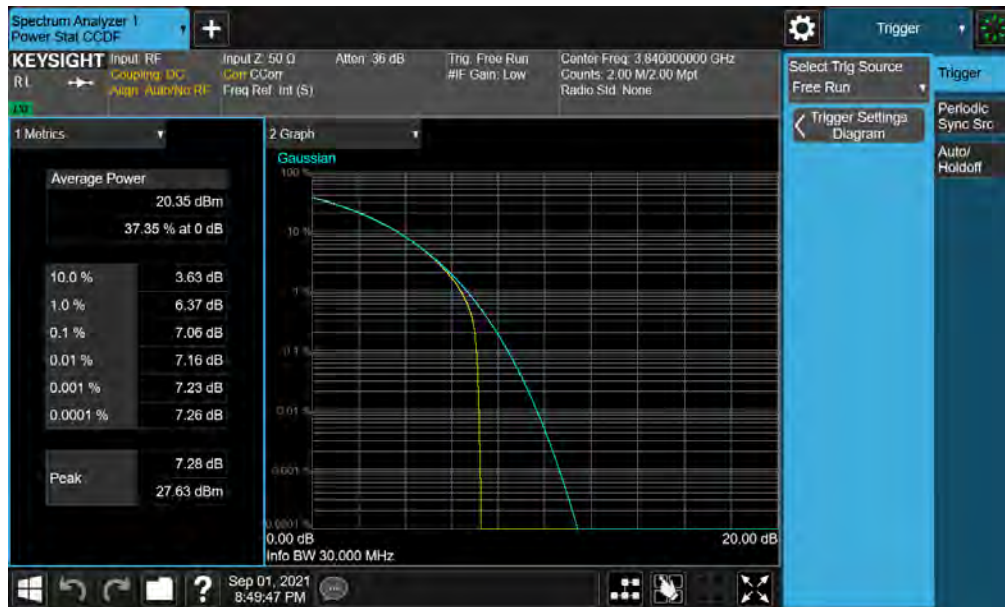 Spectrum Analyzer 1
Power Stat CCDF
+
Trigger
KEYSIGHT
RL
Input: RF
Coupling: DC
Align: Auto/No RF
Input Z: 50 Ω
Corr CCorr
Freq Ref: Int (S)
Atten: 36 dB
Trig: Free Run
#IF Gain: Low
Center Freq: 3.840000000 GHz
Counts: 2.00 M/2.00 Mpt
Radio Std: None
Select Trig Source
Free Run
Trigger Settings
Diagram
Trigger
Periodic
Sync Src
Auto/
Holdoff
1 Metrics
Average Power
20.35 dBm
37.35 % at 0 dB
10.0 % 3.63 dB
1.0 % 6.37 dB
0.1 % 7.06 dB
0.01 % 7.16 dB
0.001 % 7.23 dB
0.0001 % 7.26 dB
Peak
7.28 dB
27.63 dBm
2 Graph
Gaussian
100 %
10 %
1 %
0.1 %
0.01 %
0.001 %
0.0001 %
0.00 dB 20.00 dB
Info BW 30.000 MHz
?
Sep 01, 2021
8:49:47 PM